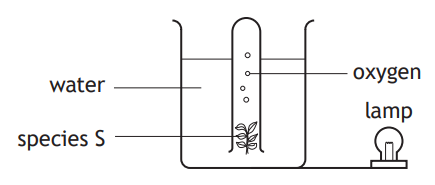 oxygen
water
lamp
species S